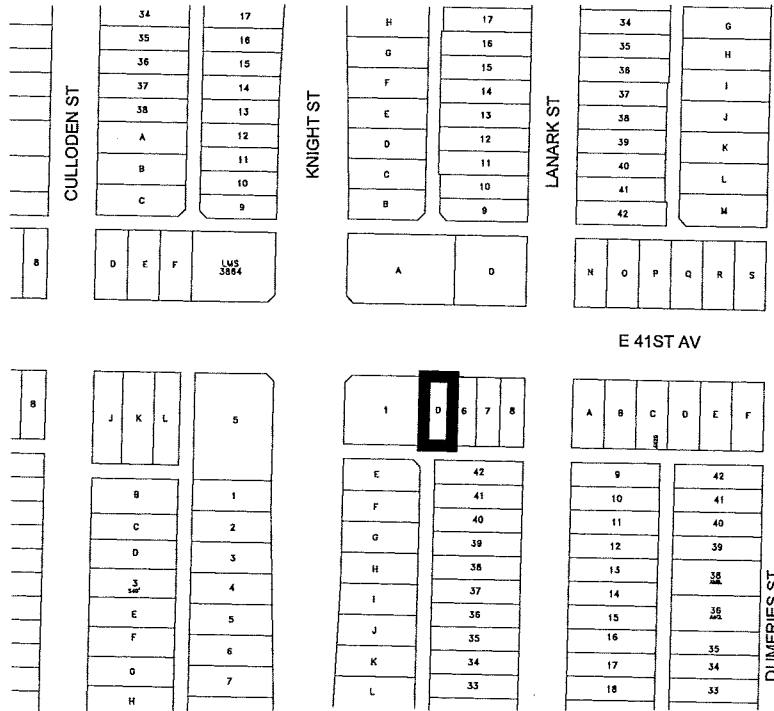 34
35
36
37
38
A
B
C
17
16
15
14
13
12
11
10
9
H
G
F
E
D
C
B
17
16
15
14
13
12
11
10
9
34
35
36
37
38
39
40
41
42
G
H
I
J
K
L
M
CULLODEN ST
KNIGHT ST
LANARK ST
8
D E F
LMS
3864
A D
N O P Q R S
E 41ST AV
8
J K L 5
1 D 6 7 8
A B C D E F
B
C
D
3
E
F
G
H
1
2
3
4
5
6
7
E
F
G
H
I
J
K
L
42
41
40
39
38
37
36
35
34
33
9
10
11
12
13
14
15
16
17
18
42
41
40
39
38
36
35
34
33
DUMFRIES ST